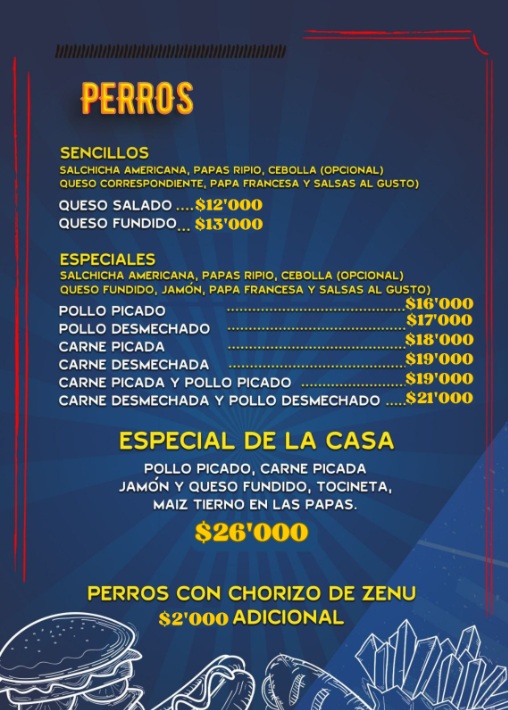 PERROS
SENCILLOS
SALCHICHA AMERICANA, PAPAS RIPIO, CEBOLLA (OPCIONAL)
QUESO CORRESPONDIENTE, PAPA FRANCESA Y SALSAS AL GUSTO)
QUESO SALADO ....$12'000
QUESO FUNDIDO... $13'000
ESPECIALES
SALCHICHA AMERICANA, PAPAS RIPIO, CEBOLLA (OPCIONAL)
QUESO FUNDIDO, JAMÓN, PAPA FRANCESA Y SALSAS AL GUSTO)
POLLO PICADO ........................................$16'000
POLLO DESMECHADO ........................................$17'000
CARNE PICADA ........................................$18'000
CARNE DESMECHADA ........................................$19'000
CARNE PICADA Y POLLO PICADO .......................$19'000
CARNE DESMECHADA Y POLLO DESMECHADO .....$21'000
ESPECIAL DE LA CASA
POLLO PICADO, CARNE PICADA
JAMÓN Y QUESO FUNDIDO, TOCINETA,
MAIZ TIERNO EN LAS PAPAS.
$26'000
PERROS CON CHORIZO DE ZENU
$2'000 ADICIONAL